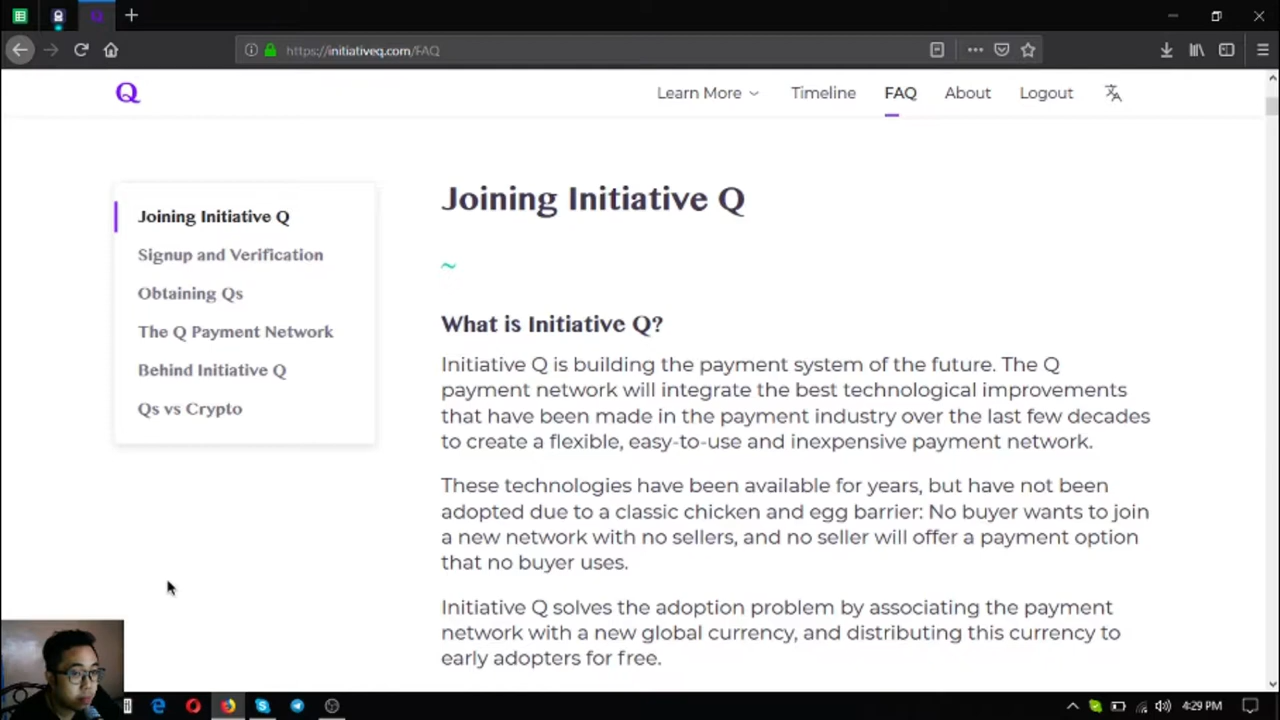 https://initiativeq.com/FAQ
Q
Learn More
Timeline
FAQ
About
Logout
Joining Initiative Q
Signup and Verification
Obtaining Qs
The Q Payment Network
Behind Initiative Q
Qs vs Crypto
Joining Initiative Q
~
What is Initiative Q?
Initiative Q is building the payment system of the future. The Q
payment network will integrate the best technological improvements
that have been made in the payment industry over the last few decades
to create a flexible, easy-to-use and inexpensive payment network.
These technologies have been available for years, but have not been
adopted due to a classic chicken and egg barrier: No buyer wants to join
a new network with no sellers, and no seller will offer a payment option
that no buyer uses.
Initiative Q solves the adoption problem by associating the payment
network with a new global currency, and distributing this currency to
early adopters for free.
4:29 PM